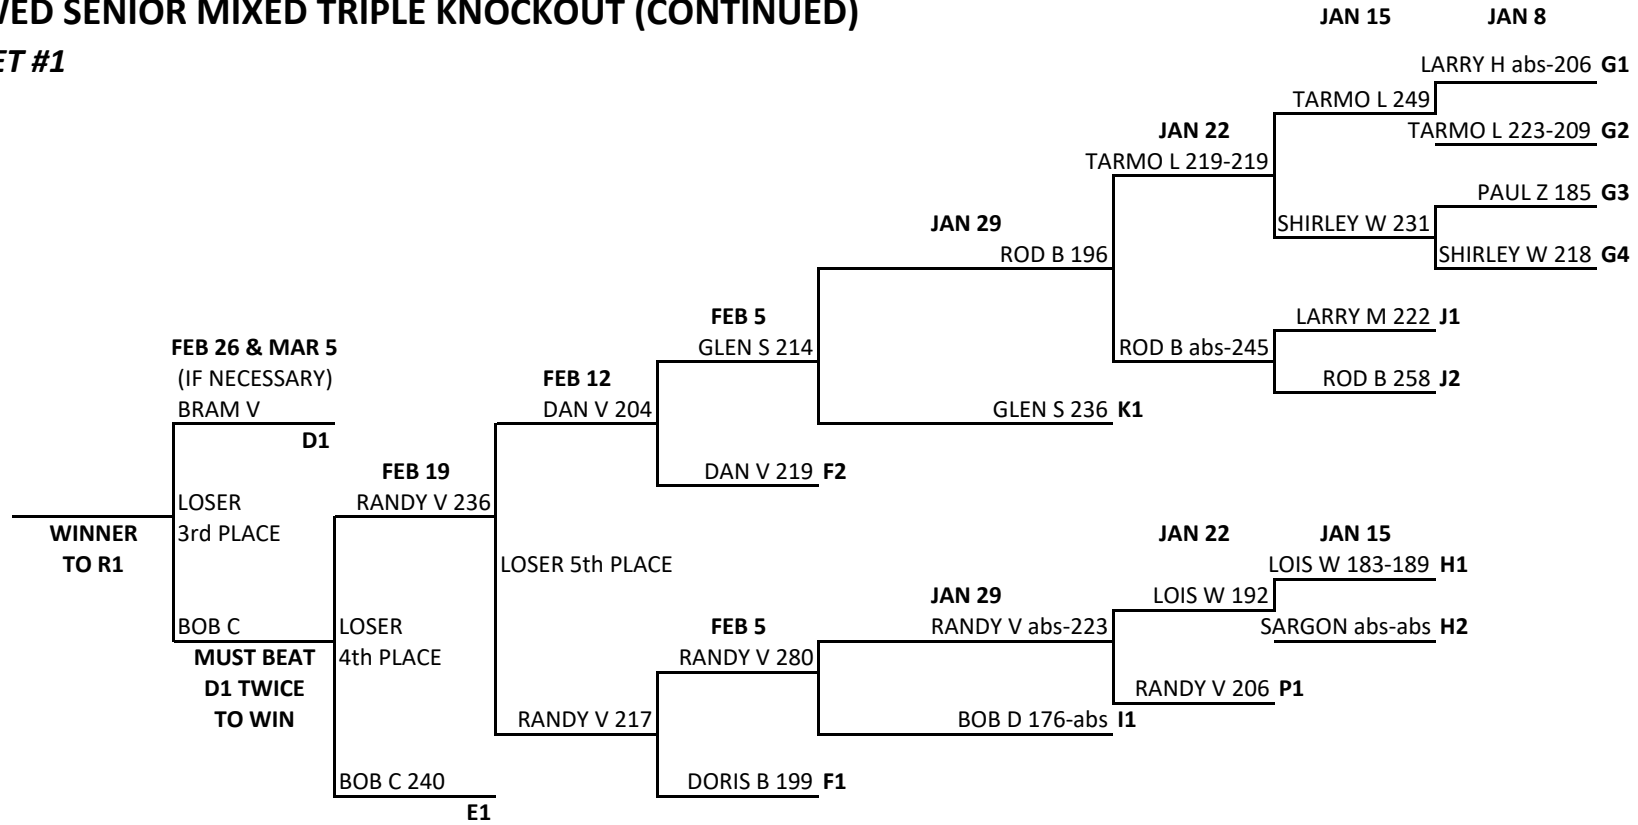 WED SENIOR MIXED TRIPLE KNOCKOUT (CONTINUED)
ET #1
JAN 15 JAN 8
LARRY H abs-206 G1
TARMO L 249
JAN 22
TARMO L 223-209 G2
TARMO L 219-219
PAUL Z 185 G3
JAN 29
SHIRLEY W 231
ROD B 196
SHIRLEY W 218 G4
FEB 5
LARRY M 222 J1
FEB 26 & MAR 5
GLEN S 214
ROD B abs-245
(IF NECESSARY)
FEB 12
ROD B 258 J2
BRAM V
DAN V 204
GLEN S 236 K1
D1
FEB 19
DAN V 219 F2
LOSER
RANDY V 236
WINNER
3rd PLACE
JAN 22 JAN 15
TO R1
LOSER 5th PLACE
LOIS W 183-189 H1
JAN 29
LOIS W 192
BOB C
LOSER
FEB 5
RANDY V abs-223
SARGON abs-abs H2
MUST BEAT
4th PLACE
RANDY V 280
D1 TWICE
RANDY V 206 P1
TO WIN
RANDY V 217
BOB D 176-abs I1
BOB C 240
DORIS B 199 F1
E1